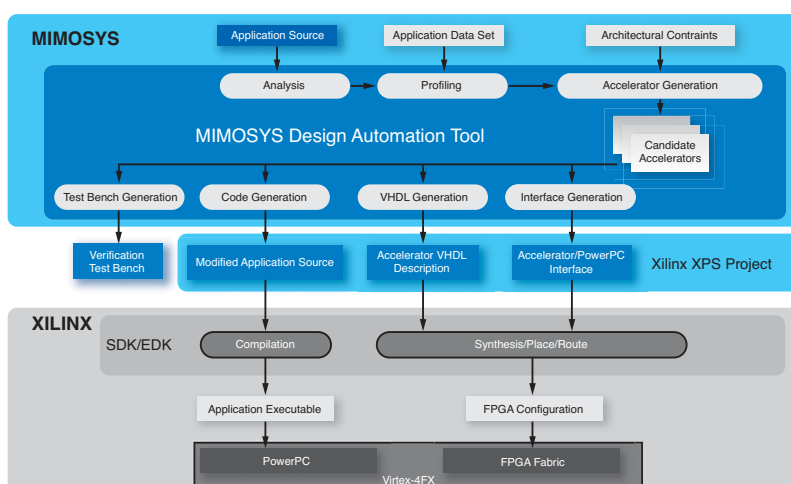 MIMOSYS
Application Source
Application Data Set
Architectural Contraints
Analysis
Profiling
Accelerator Generation
MIMOSYS Design Automation Tool
Candidate
Accelerators
Test Bench Generation
Code Generation
VHDL Generation
Interface Generation
Verification
Test Bench
Modified Application Source
Accelerator VHDL
Description
Accelerator/PowerPC
Interface
Xilinx XPS Project
XILINX
SDK/EDK
Compilation
Synthesis/Place/Route
Application Executable
FPGA Configuration
PowerPC
FPGA Fabric
Virtex-4FX